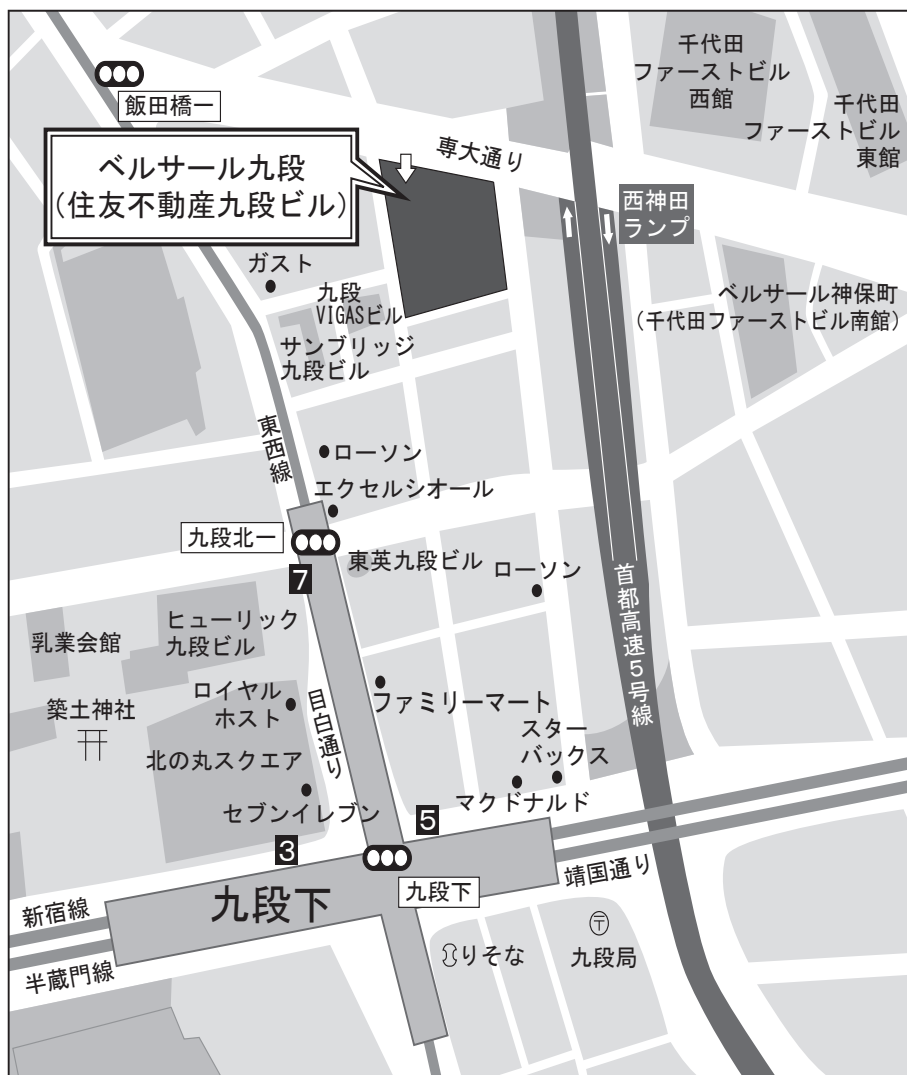 千代田
ファーストビル
西館
飯田橋一
千代田
ファーストビル
東館
専大通り
ベルサール九段
(住友不動産九段ビル)
西神田
ランプ
ガスト
九段
VIGASビル
ベルサール神保町
(千代田ファーストビル南館)
サンブリッジ
九段ビル
東西線
ローソン
エクセルシオール
九段北一
東英九段ビル
ローソン
7
首都高速5号線
ヒューリック
九段ビル
乳業会館
ロイヤル
ホスト
目白通り
ファミリーマート
築土神社
スター
バックス
北の丸スクエア
マクドナルド
セブンイレブン
5
3
靖国通り
九段下
九段下
新宿線
半蔵門線
りそな
〒
九段局